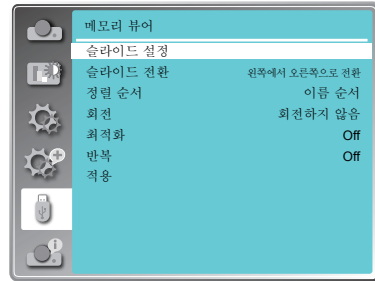 메모리 뷰어
슬라이드 설정
슬라이드 전환 왼쪽에서 오른쪽으로 전환
정렬 순서 이름 순서
회전 회전하지 않음
최적화 Off
반복 Off
적용